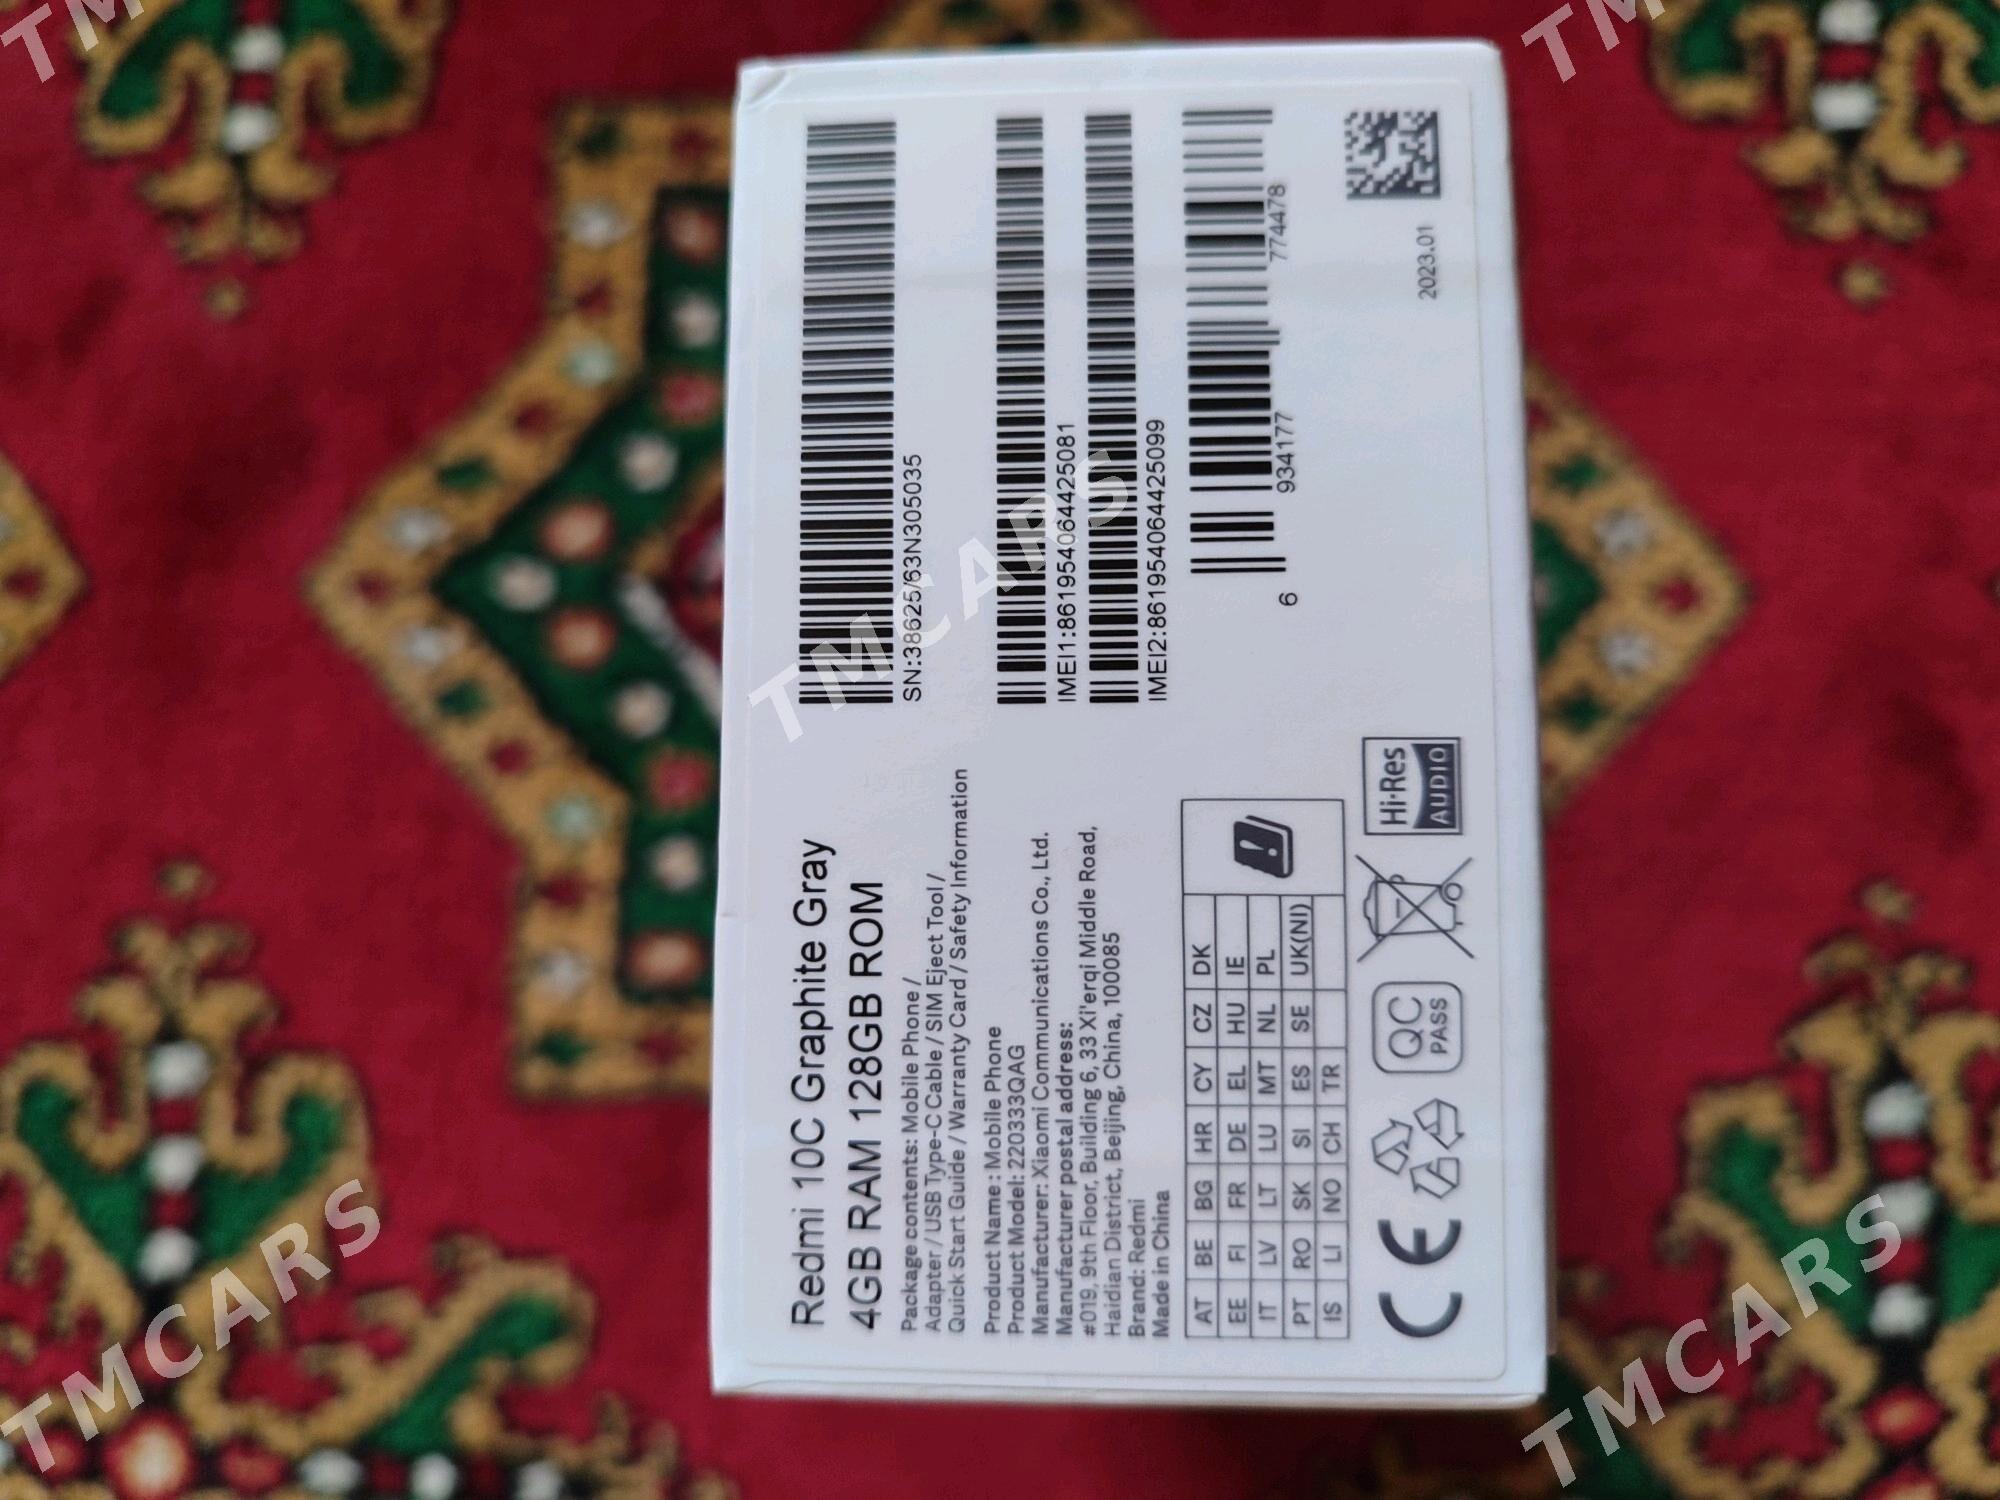 Redmi 10C Graphite Gray
4GB RAM 128GB ROM
Package contents: Mobile Phone /
Adapter / USB Type-C Cable / SIM Eject Tool /
Quick Start Guide / Warranty Card / Safety Information
Product Name : Mobile Phone
Product Model: 220333QAG
Manufacturer: Xiaomi Communications Co., Ltd.
Manufacturer postal address:
#019, 9th Floor, Building 6, 33 Xi'erqi Middle Road,
Haidian District, Beijing, China, 100085
Brand: Redmi
Made in China
AT BE BG HR CY CZ DK
EE FI FR DE EL HU IE
IT LV LT LU MT NL PL
PT RO SK SI ES SE UK(NI)
IS LI NO CH TR
CE
QC
PASS
Hi-Res
AUDIO
SN:38625/63N305035
IMEI1:861954064425081
IMEI2:861954064425099
6 934177 774478
2023.01
TMCARS
TMCARS
TMCARS
TM
TM